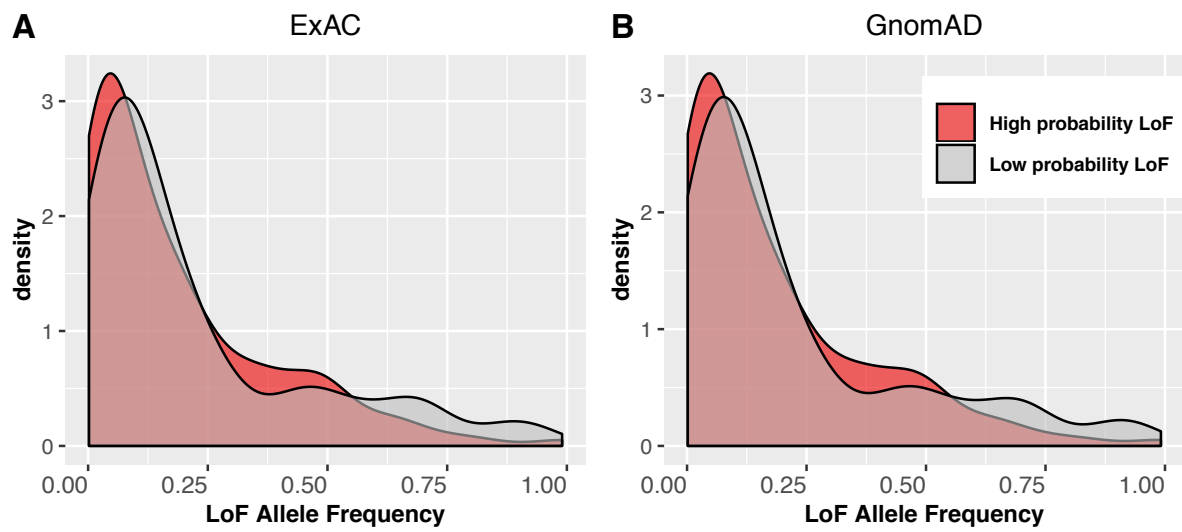 A
ExAC
density
3
2
1
0
0.00
0.25
0.50
0.75
1.00
LoF Allele Frequency
B
GnomAD
High probability LoF
Low probability LoF
density
3
2
1
0
0.00
0.25
0.50
0.75
1.00
LoF Allele Frequency